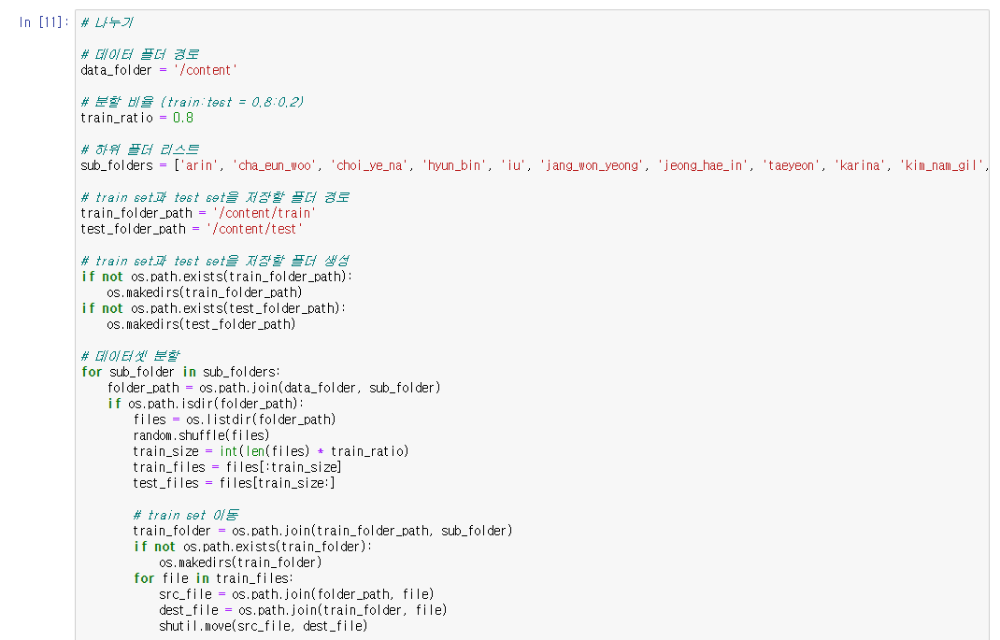 In [11]:
# 나누기
# 데이터 폴더 경로
data_folder = '/content'
# 분할 비율 (train:test = 0.8:0.2)
train_ratio = 0.8
# 하위 폴더 리스트
sub_folders = ['arin', 'cha_eun_woo', 'choi_ye_na', 'hyun_bin', 'iu', 'jang_won_yeong', 'jeong_hae_in', 'taeyeon', 'karina', 'kim_nam_gil',
# train set과 test set을 저장할 폴더 경로
train_folder_path = '/content/train'
test_folder_path = '/content/test'
# train set과 test set을 저장할 폴더 생성
if not os.path.exists(train_folder_path):
    os.makedirs(train_folder_path)
if not os.path.exists(test_folder_path):
    os.makedirs(test_folder_path)
# 데이터셋 분할
for sub_folder in sub_folders:
    folder_path = os.path.join(data_folder, sub_folder)
    if os.path.isdir(folder_path):
        files = os.listdir(folder_path)
        random.shuffle(files)
        train_size = int(len(files) * train_ratio)
        train_files = files[:train_size]
        test_files = files[train_size:]
        # train set 이동
        train_folder = os.path.join(train_folder_path, sub_folder)
        if not os.path.exists(train_folder):
            os.makedirs(train_folder)
        for file in train_files:
            src_file = os.path.join(folder_path, file)
            dest_file = os.path.join(train_folder, file)
            shutil.move(src_file, dest_file)